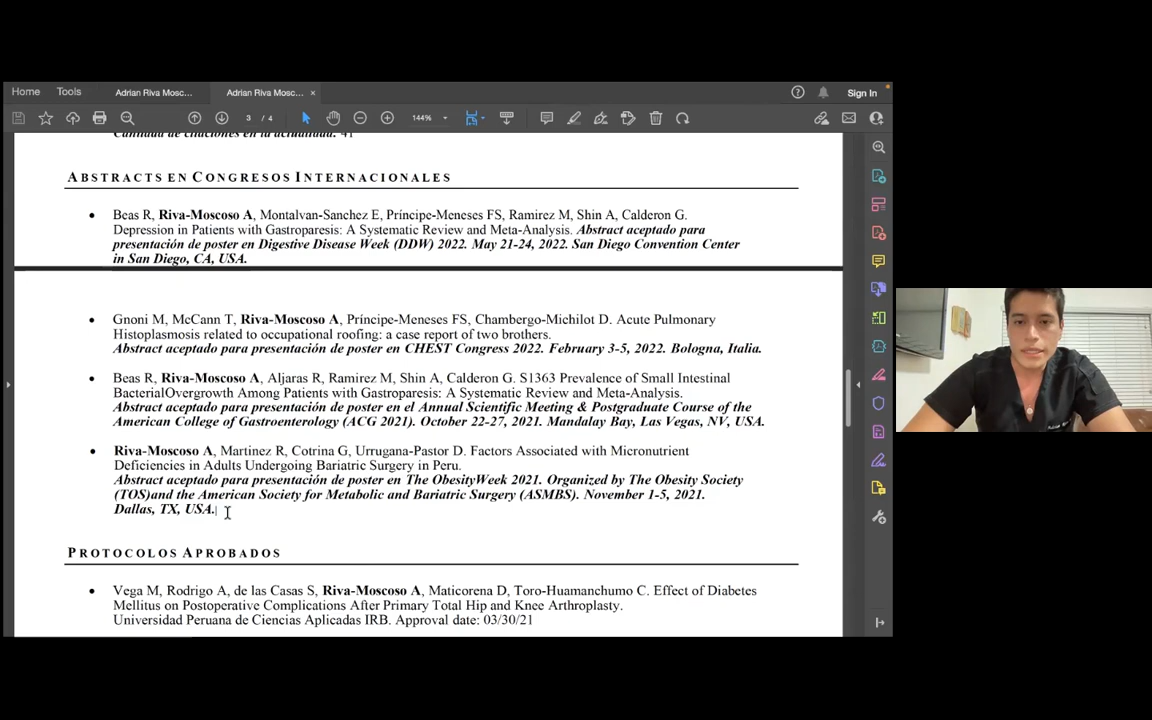 Home Tools Adrian Riva Mosc... Adrian Riva Mosc... × Sign In
3 / 4 144%
Cantidad de citaciones en la actualidad: 41
ABSTRACTS EN CONGRESOS INTERNACIONALES
• Beas R, Riva-Moscoso A, Montalvan-Sanchez E, Príncipe-Meneses FS, Ramirez M, Shin A, Calderon G.
Depression in Patients with Gastroparesis: A Systematic Review and Meta-Analysis. Abstract aceptado para
presentación de poster en Digestive Disease Week (DDW) 2022. May 21-24, 2022. San Diego Convention Center
in San Diego, CA, USA.
• Gnoni M, McCann T, Riva-Moscoso A, Príncipe-Meneses FS, Chambergo-Michilot D. Acute Pulmonary
Histoplasmosis related to occupational roofing: a case report of two brothers.
Abstract aceptado para presentación de poster en CHEST Congress 2022. February 3-5, 2022. Bologna, Italia.
• Beas R, Riva-Moscoso A, Aljaras R, Ramirez M, Shin A, Calderon G. S1363 Prevalence of Small Intestinal
BacterialOvergrowth Among Patients with Gastroparesis: A Systematic Review and Meta-Analysis.
Abstract aceptado para presentación de poster en el Annual Scientific Meeting & Postgraduate Course of the
American College of Gastroenterology (ACG 2021). October 22-27, 2021. Mandalay Bay, Las Vegas, NV, USA.
• Riva-Moscoso A, Martinez R, Cotrina G, Urrugana-Pastor D. Factors Associated with Micronutrient
Deficiencies in Adults Undergoing Bariatric Surgery in Peru.
Abstract aceptado para presentación de poster en The ObesityWeek 2021. Organized by The Obesity Society
(TOS)and the American Society for Metabolic and Bariatric Surgery (ASMBS). November 1-5, 2021.
Dallas, TX, USA.
PROTOCOLOS APROBADOS
• Vega M, Rodrigo A, de las Casas S, Riva-Moscoso A, Maticorena D, Toro-Huamanchumo C. Effect of Diabetes
Mellitus on Postoperative Complications After Primary Total Hip and Knee Arthroplasty.
Universidad Peruana de Ciencias Aplicadas IRB. Approval date: 03/30/21